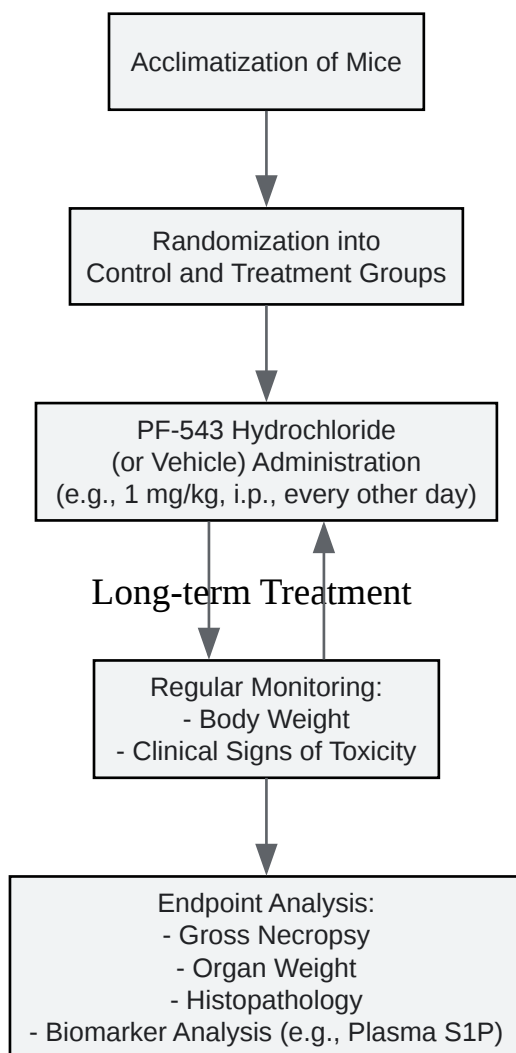 Acclimatization of Mice
Randomization into
Control and Treatment Groups
PF-543 Hydrochloride
(or Vehicle) Administration
(e.g., 1 mg/kg, i.p., every other day)
Long-term Treatment
Regular Monitoring:
- Body Weight
- Clinical Signs of Toxicity
Endpoint Analysis:
- Gross Necropsy
- Organ Weight
- Histopathology
- Biomarker Analysis (e.g., Plasma S1P)